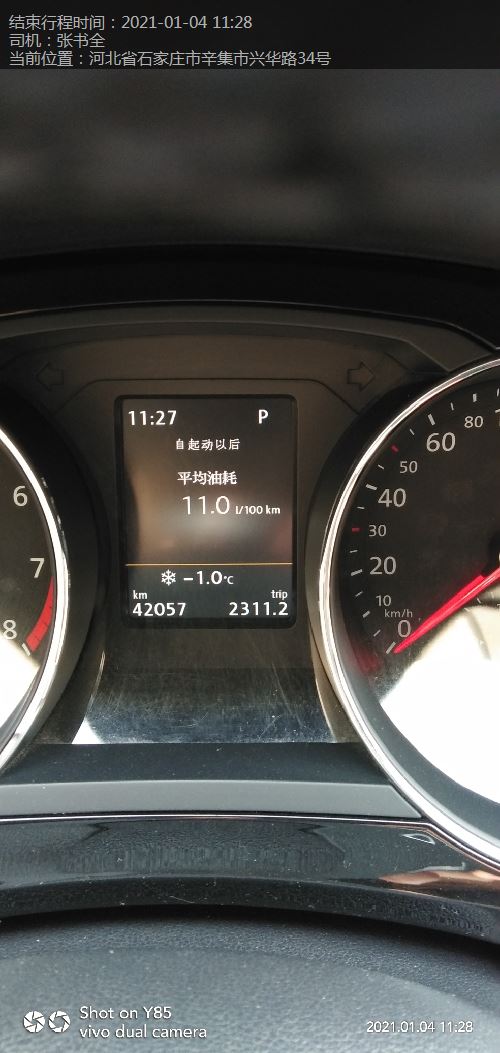 结束行程时间：2021-01-04 11:28
司机：张书全
当前位置：河北省石家庄市辛集市兴华路34号
11:27 P
自起动以后
平均油耗
11.0 l/100 km
-1.0°C
km trip
42057 2311.2
6
7
8
80
60
50
40
30
20
10
km/h
0
Shot on Y85
vivo dual camera
2021.01.04 11:28